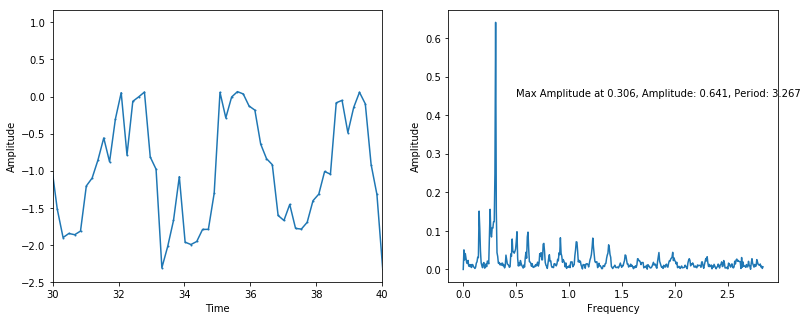 1.0
0.5
0.0
−0.5
−1.0
−1.5
−2.0
−2.5
Amplitude
30 32 34 36 38 40
Time
0.6
0.5
0.4
0.3
0.2
0.1
0.0
Amplitude
Max Amplitude at 0.306, Amplitude: 0.641, Period: 3.267
0.0 0.5 1.0 1.5 2.0 2.5
Frequency